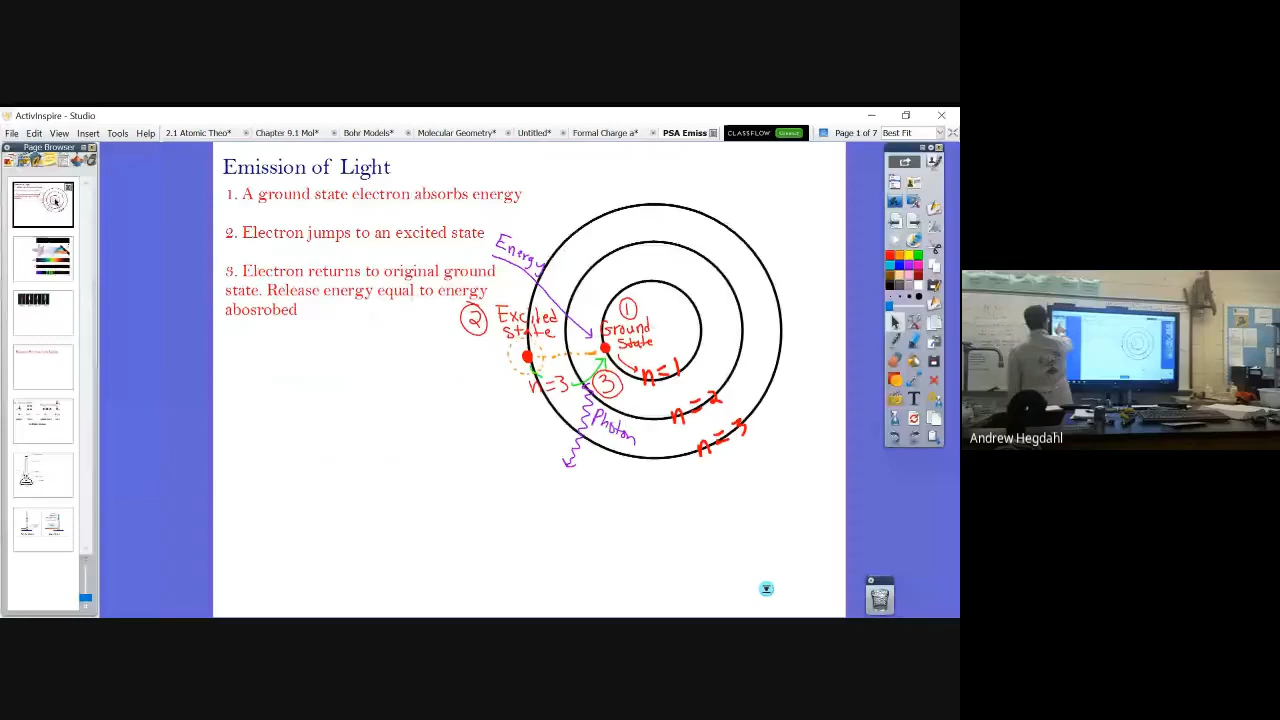 ActivInspire - Studio
File Edit View Insert Tools Help
2.1 Atomic Theo* Chapter 9.1 Mol* Bohr Models* Molecular Geometry* Untitled* Formal Charge a* PSA Emiss
CLASSFLOW Connect
Page 1 of 7 Best Fit
Page Browser
Emission of Light
1. A ground state electron absorbs energy
2. Electron jumps to an excited state
3. Electron returns to original ground
state. Release energy equal to energy
abosrobed
Energy
1
Ground
State
2 Excited
state
n=3
3
n=1
n=2
n=3
Photon
Andrew Hegdahl